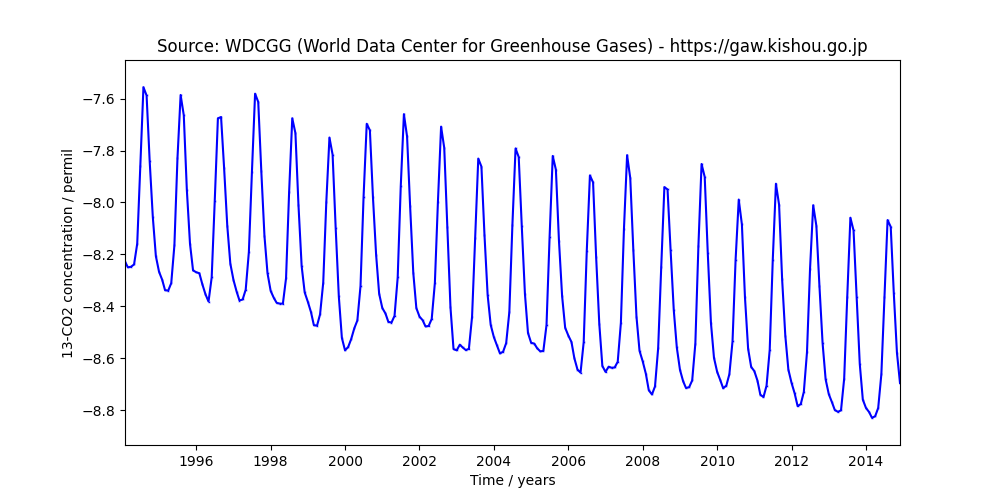 Source: WDCGG (World Data Center for Greenhouse Gases) - https://gaw.kishou.go.jp
13-CO2 concentration / permil
−7.6
−7.8
−8.0
−8.2
−8.4
−8.6
−8.8
1996 1998 2000 2002 2004 2006 2008 2010 2012 2014
Time / years